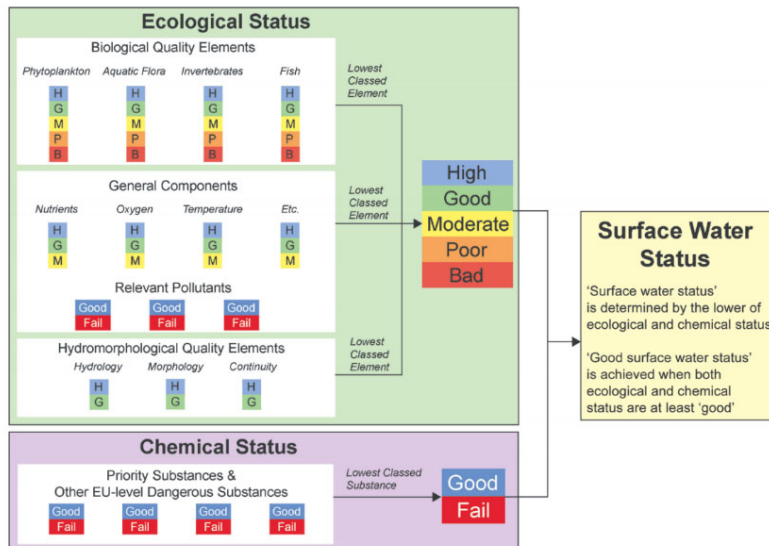 Ecological Status
Biological Quality Elements
Phytoplankton Aquatic Flora Invertebrates Fish
H H H H
G G G G
M M M M
P P P P
B B B B
Lowest
Classed
Element
General Components
Nutrients Oxygen Temperature Etc.
H H H H
G G G G
M M M M
Relevant Pollutants
Good Good Good
Fail Fail Fail
Lowest
Classed
Element
Hydromorphological Quality Elements
Hydrology Morphology Continuity
H H H
G G G
Lowest
Classed
Element
High
Good
Moderate
Poor
Bad
Chemical Status
Priority Substances &
Other EU-level Dangerous Substances
Good Good Good Good
Fail Fail Fail Fail
Lowest Classed
Substance
Good
Fail
Surface Water
Status
‘Surface water status’
is determined by the lower of
ecological and chemical status
‘Good surface water status’
is achieved when both
ecological and chemical
status are at least ‘good’